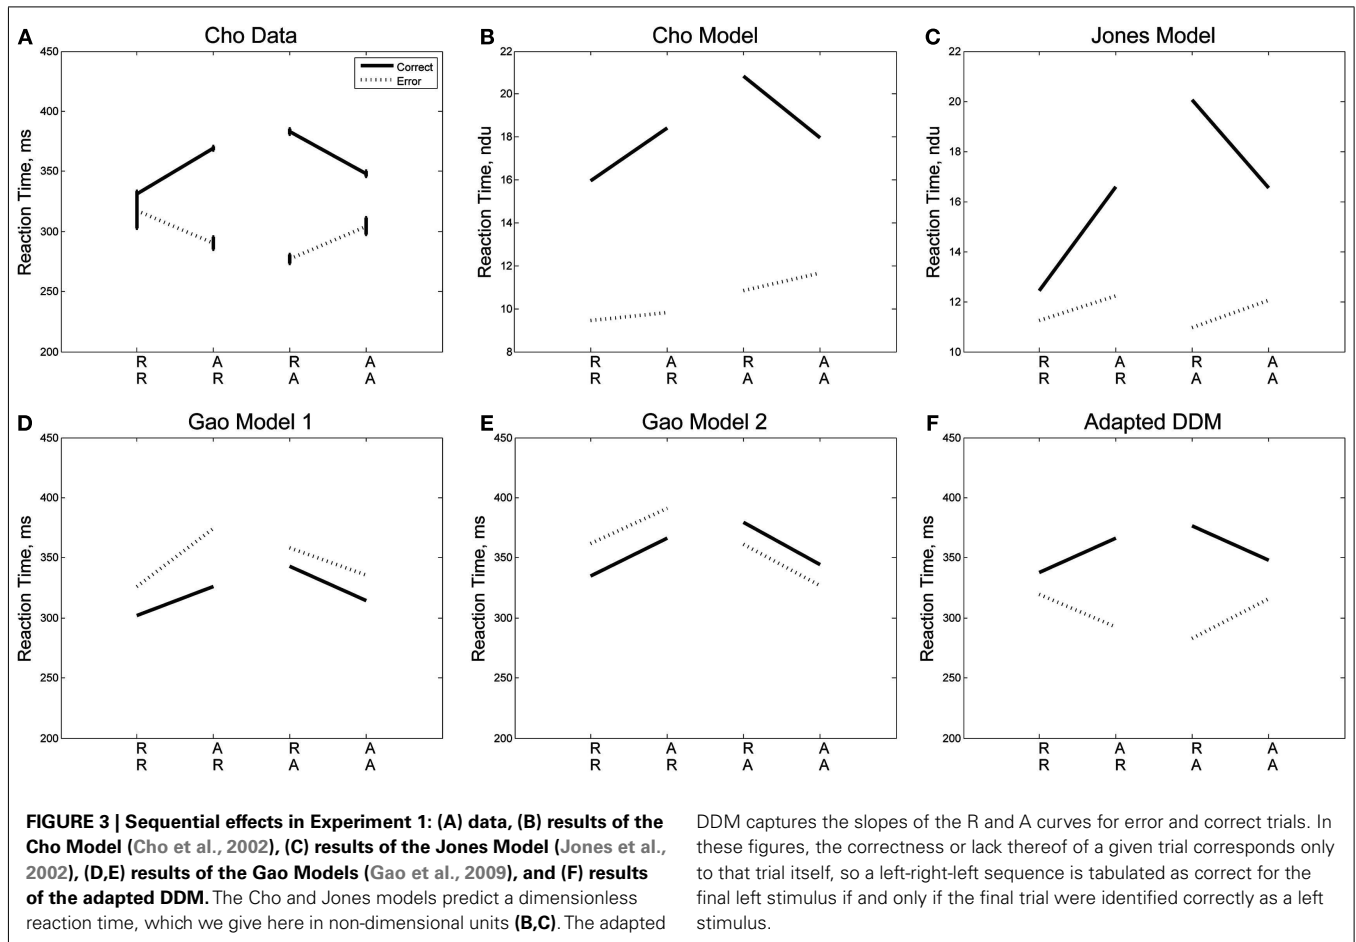 A
Cho Data
450
400
350
300
250
200
Reaction Time, ms
Correct
Error
R A R A
R R A A
B
Cho Model
22
20
18
16
14
12
10
8
Reaction Time, ndu
R A R A
R R A A
C
Jones Model
22
20
18
16
14
12
10
Reaction Time, ndu
R A R A
R R A A
D
Gao Model 1
450
400
350
300
250
200
Reaction Time, ms
R A R A
R R A A
E
Gao Model 2
450
400
350
300
250
200
Reaction Time, ms
R A R A
R R A A
F
Adapted DDM
450
400
350
300
250
200
Reaction Time, ms
R A R A
R R A A
FIGURE 3 | Sequential effects in Experiment 1: (A) data, (B) results of the
Cho Model (Cho et al., 2002), (C) results of the Jones Model (Jones et al.,
2002), (D,E) results of the Gao Models (Gao et al., 2009), and (F) results
of the adapted DDM. The Cho and Jones models predict a dimensionless
reaction time, which we give here in non-dimensional units (B,C). The adapted
DDM captures the slopes of the R and A curves for error and correct trials. In
these figures, the correctness or lack thereof of a given trial corresponds only
to that trial itself, so a left-right-left sequence is tabulated as correct for the
final left stimulus if and only if the final trial were identified correctly as a left
stimulus.